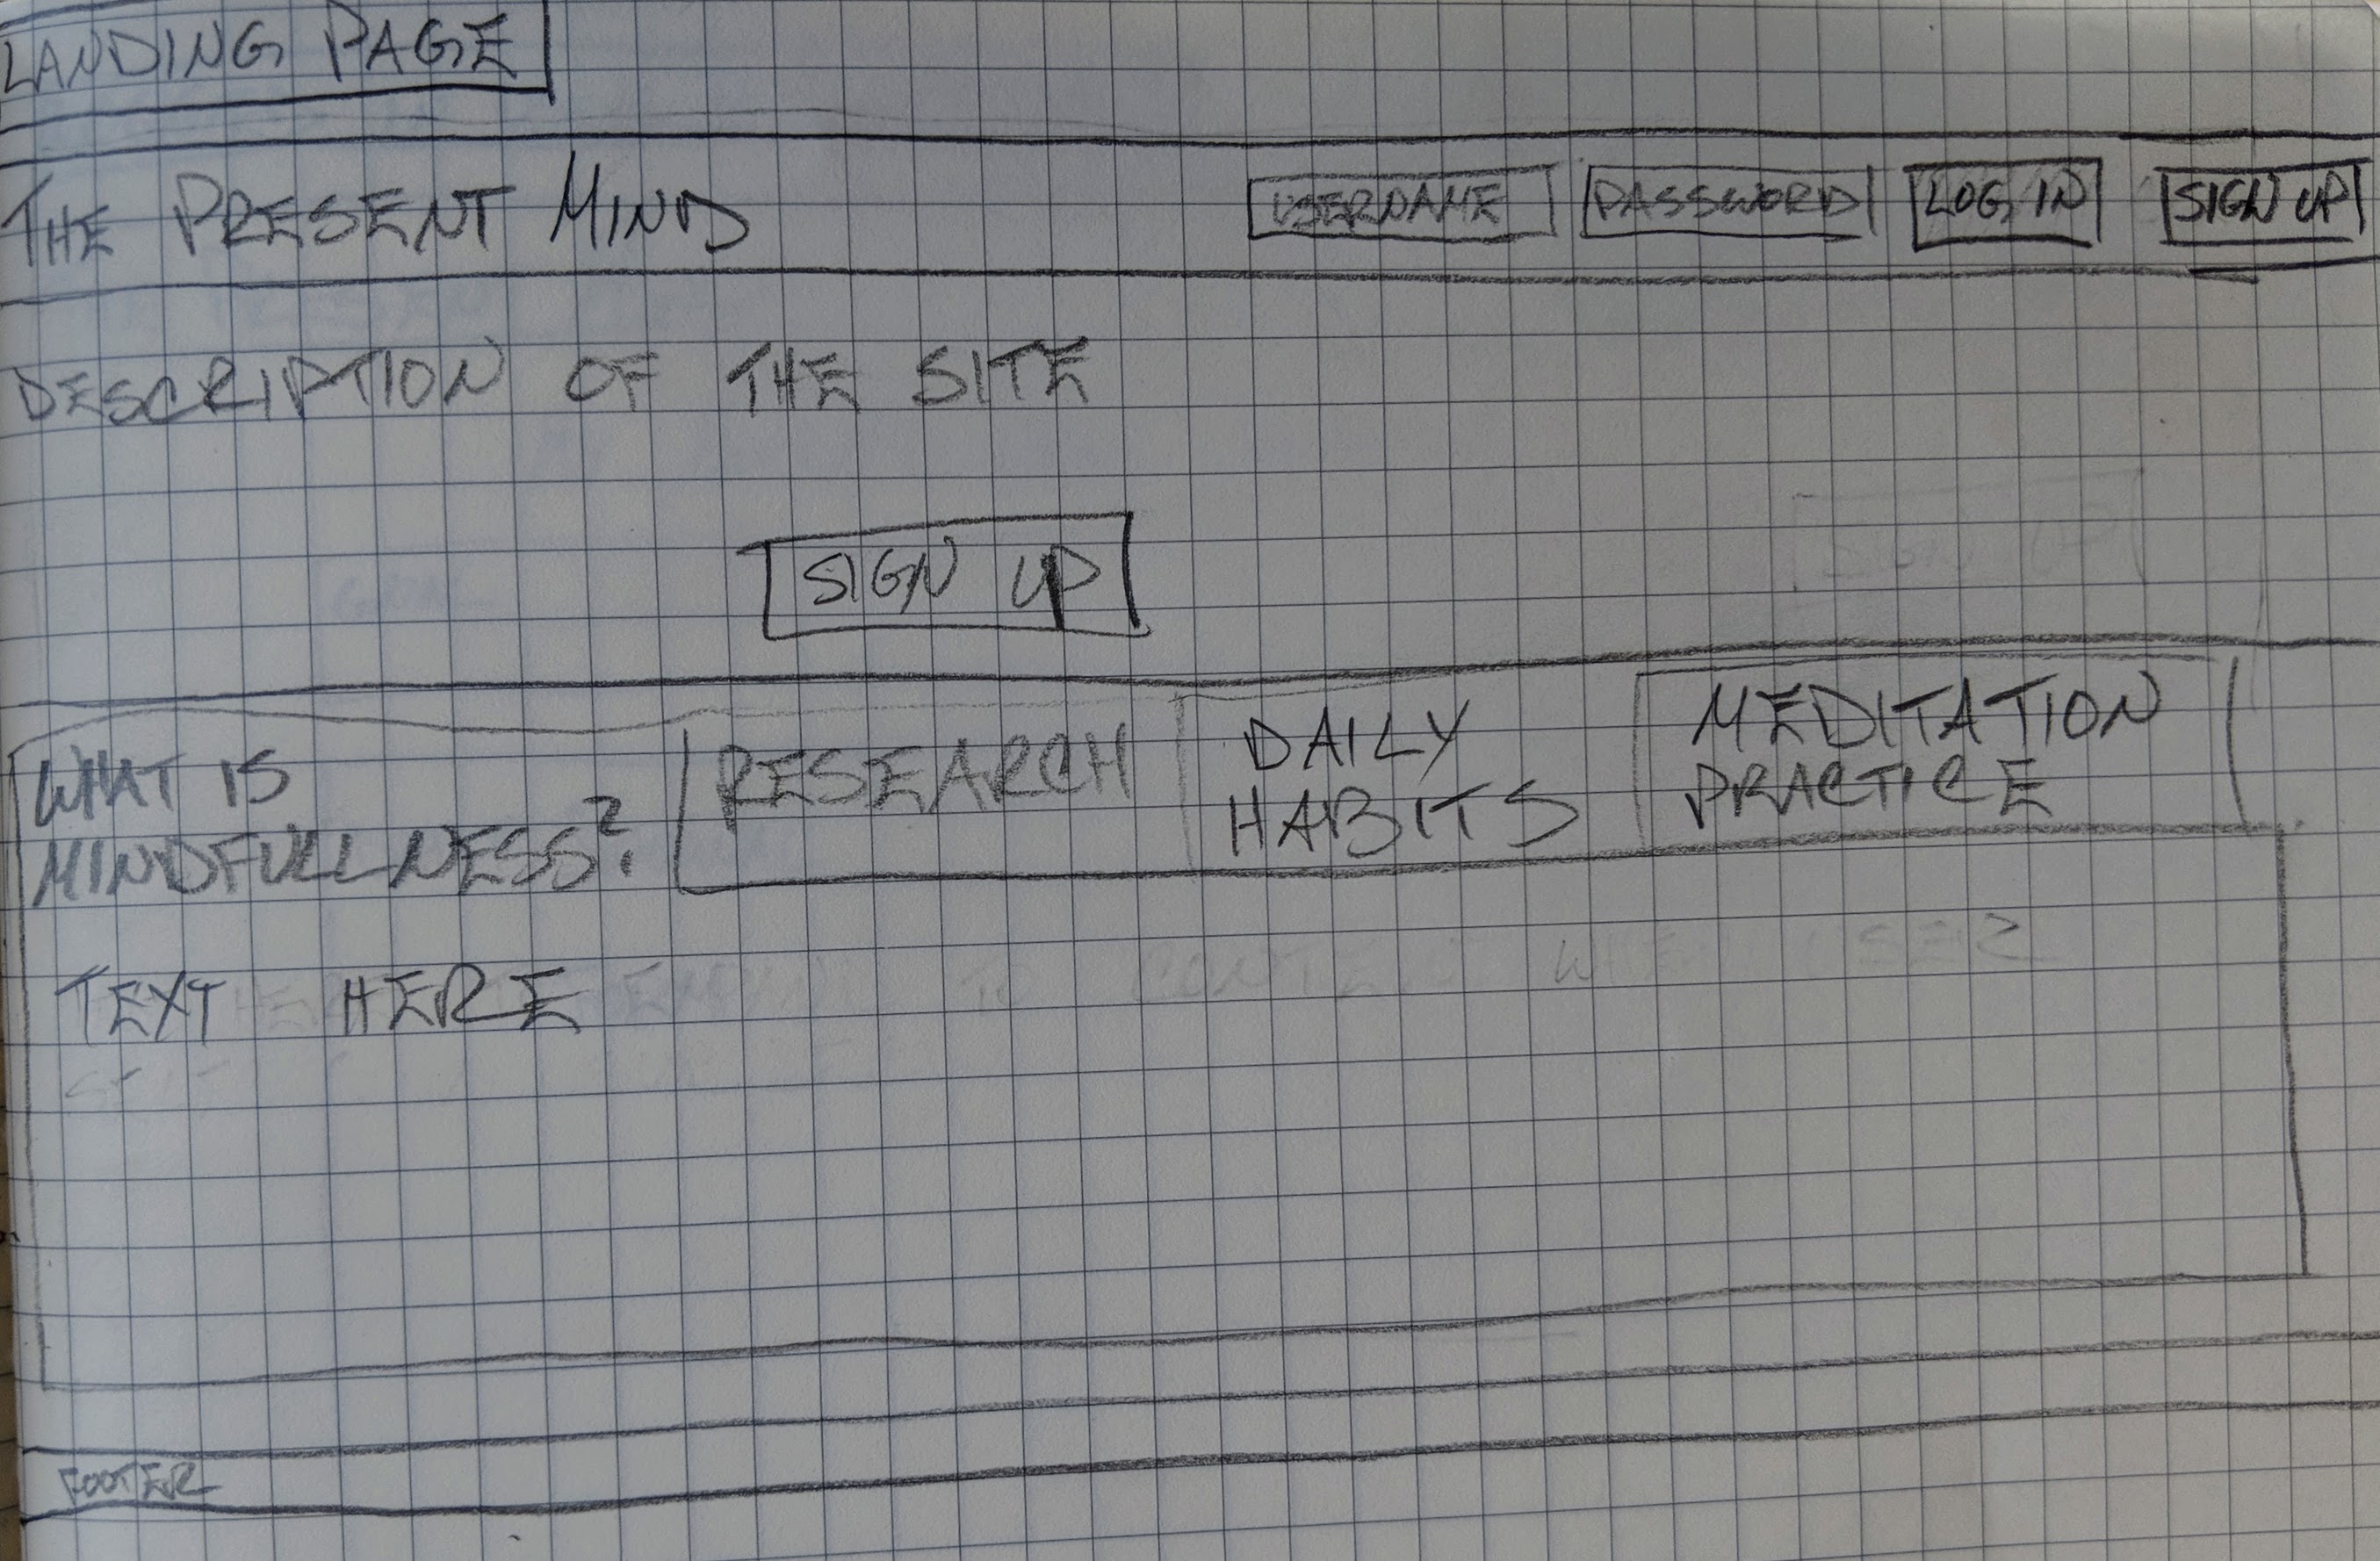 LANDING PAGE
THE PRESENT MIND USERNAME PASSWORD LOG IN SIGN UP
DESCRIPTION OF THE SITE
SIGN UP
WHAT IS MINDFULLNESS?
RESEARCH
DAILY HABITS
MEDITATION PRACTICE
TEXT HERE
FOOTER